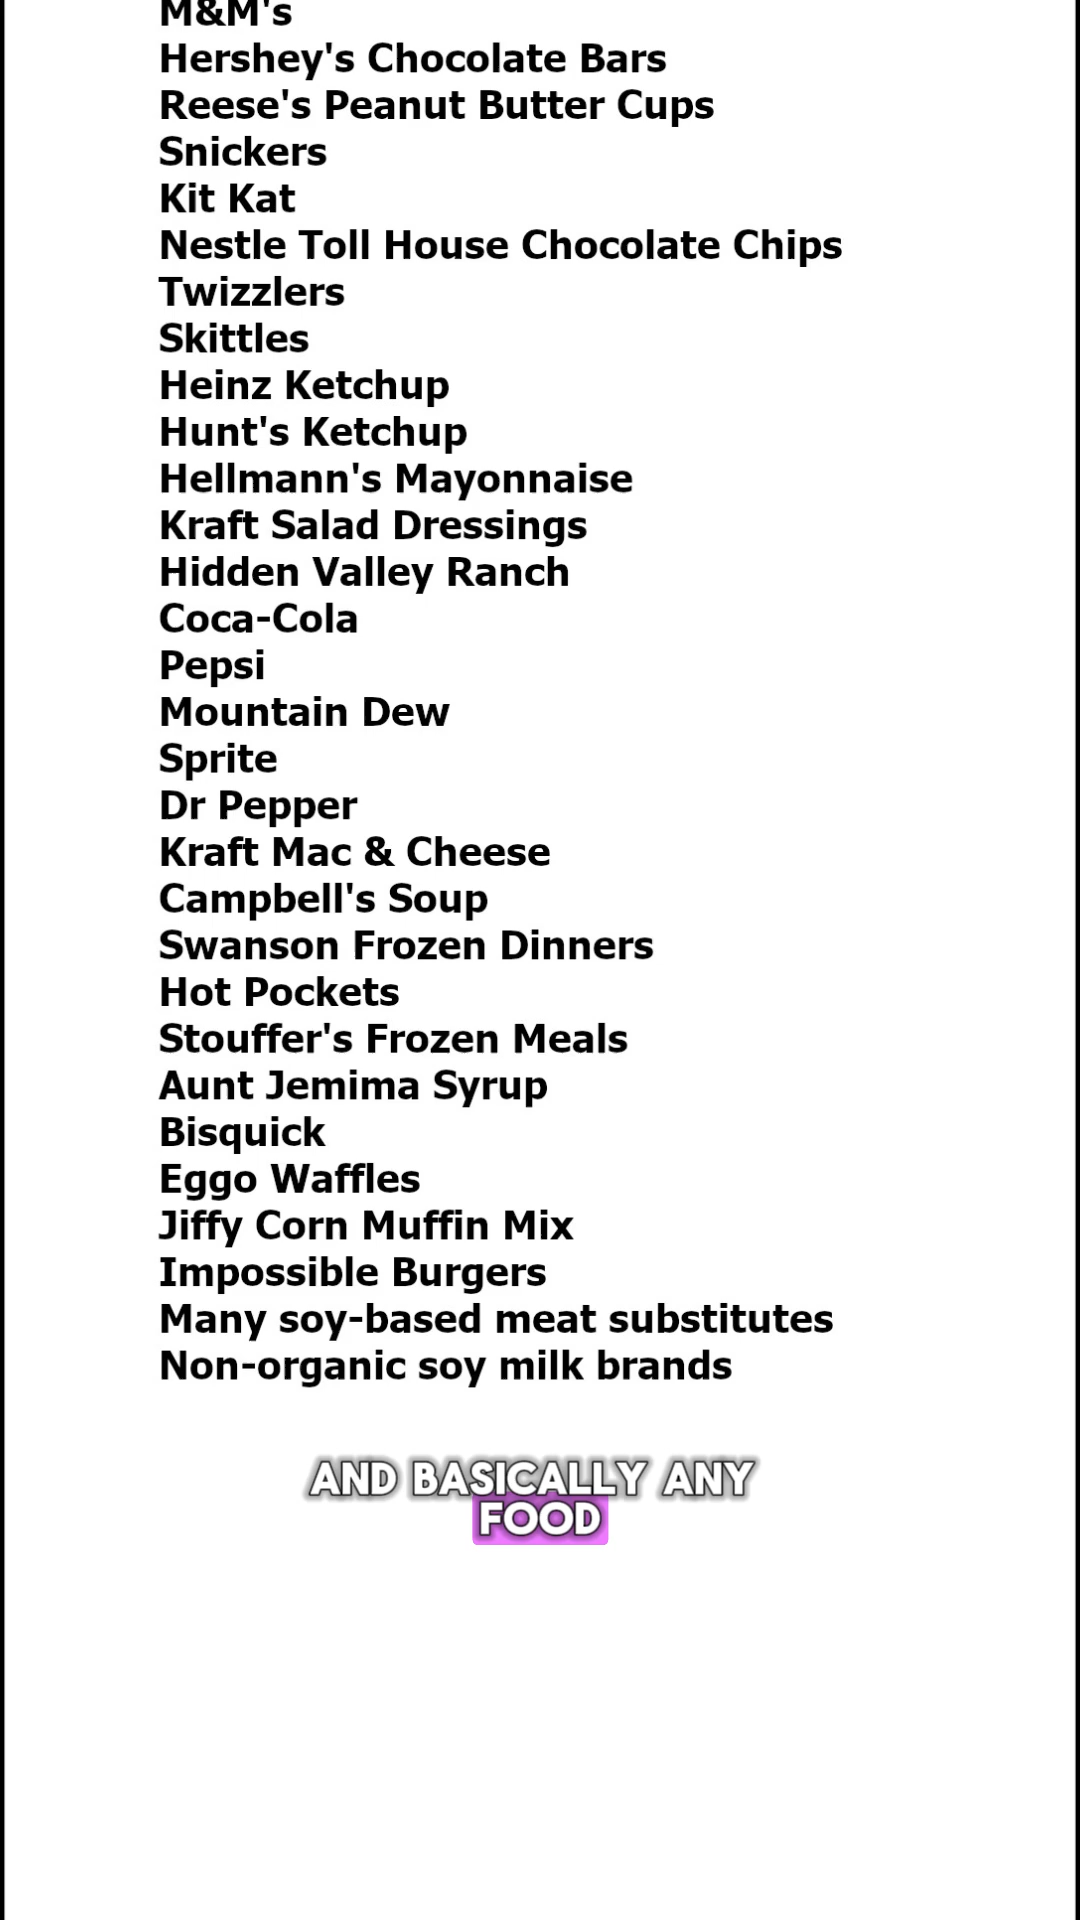 M&M's
Hershey's Chocolate Bars
Reese's Peanut Butter Cups
Snickers
Kit Kat
Nestle Toll House Chocolate Chips
Twizzlers
Skittles
Heinz Ketchup
Hunt's Ketchup
Hellmann's Mayonnaise
Kraft Salad Dressings
Hidden Valley Ranch
Coca-Cola
Pepsi
Mountain Dew
Sprite
Dr Pepper
Kraft Mac & Cheese
Campbell's Soup
Swanson Frozen Dinners
Hot Pockets
Stouffer's Frozen Meals
Aunt Jemima Syrup
Bisquick
Eggo Waffles
Jiffy Corn Muffin Mix
Impossible Burgers
Many soy-based meat substitutes
Non-organic soy milk brands
AND BASICALLY ANY
FOOD